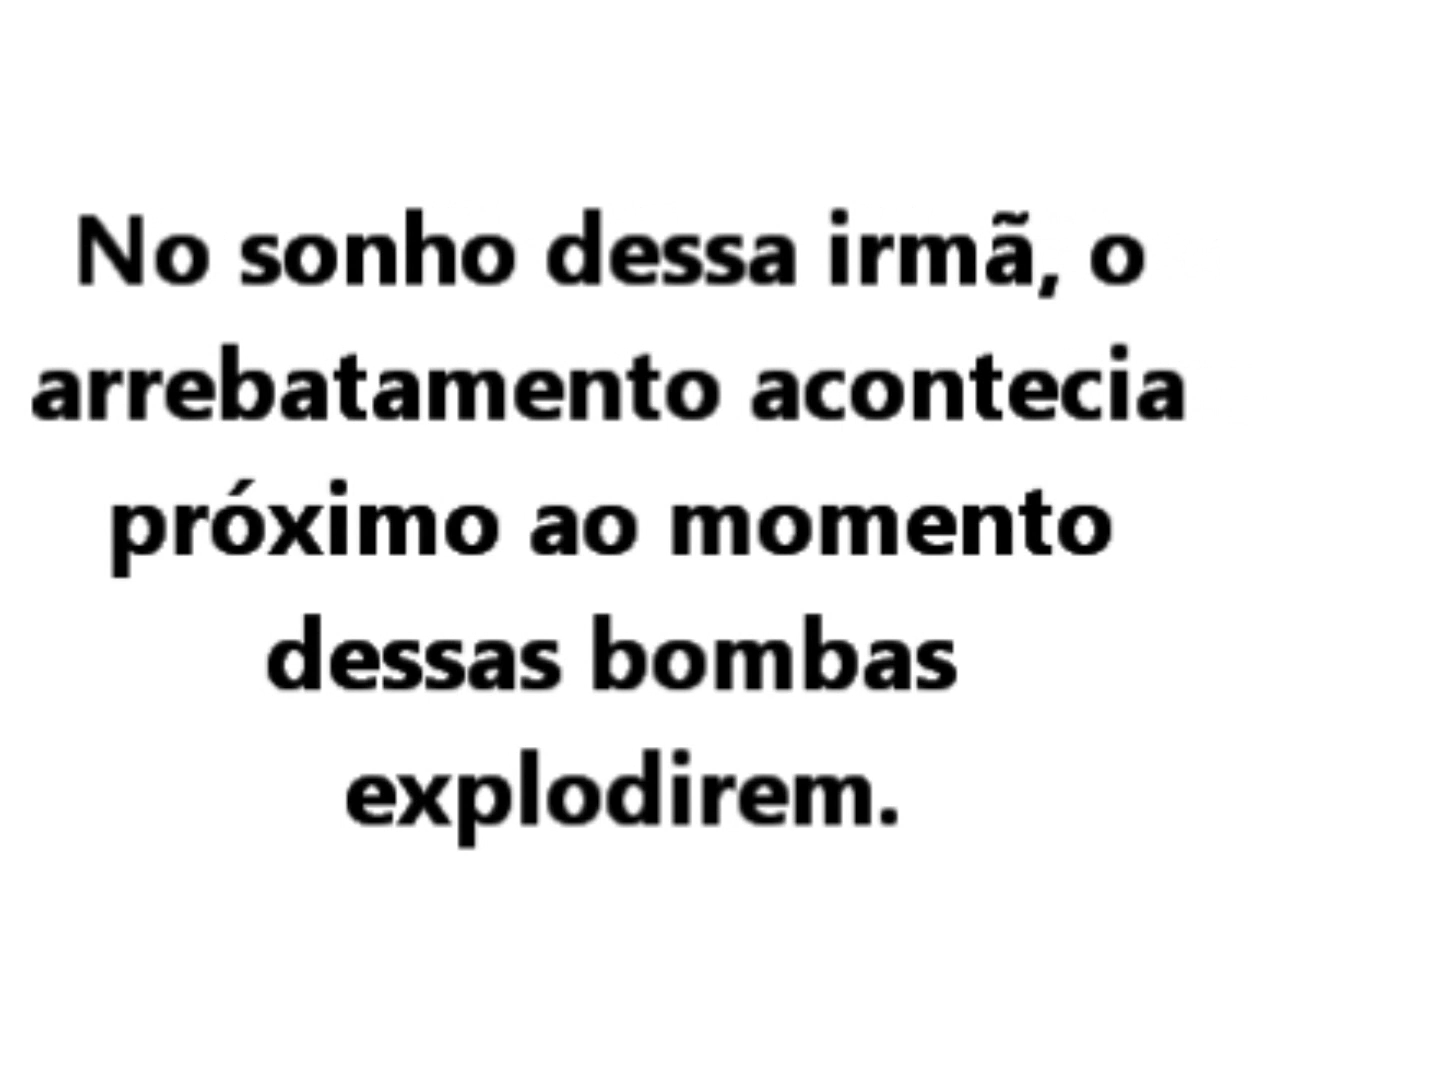 No sonho dessa irmã, o
arrebatamento acontecia
próximo ao momento
dessas bombas
explodirem.